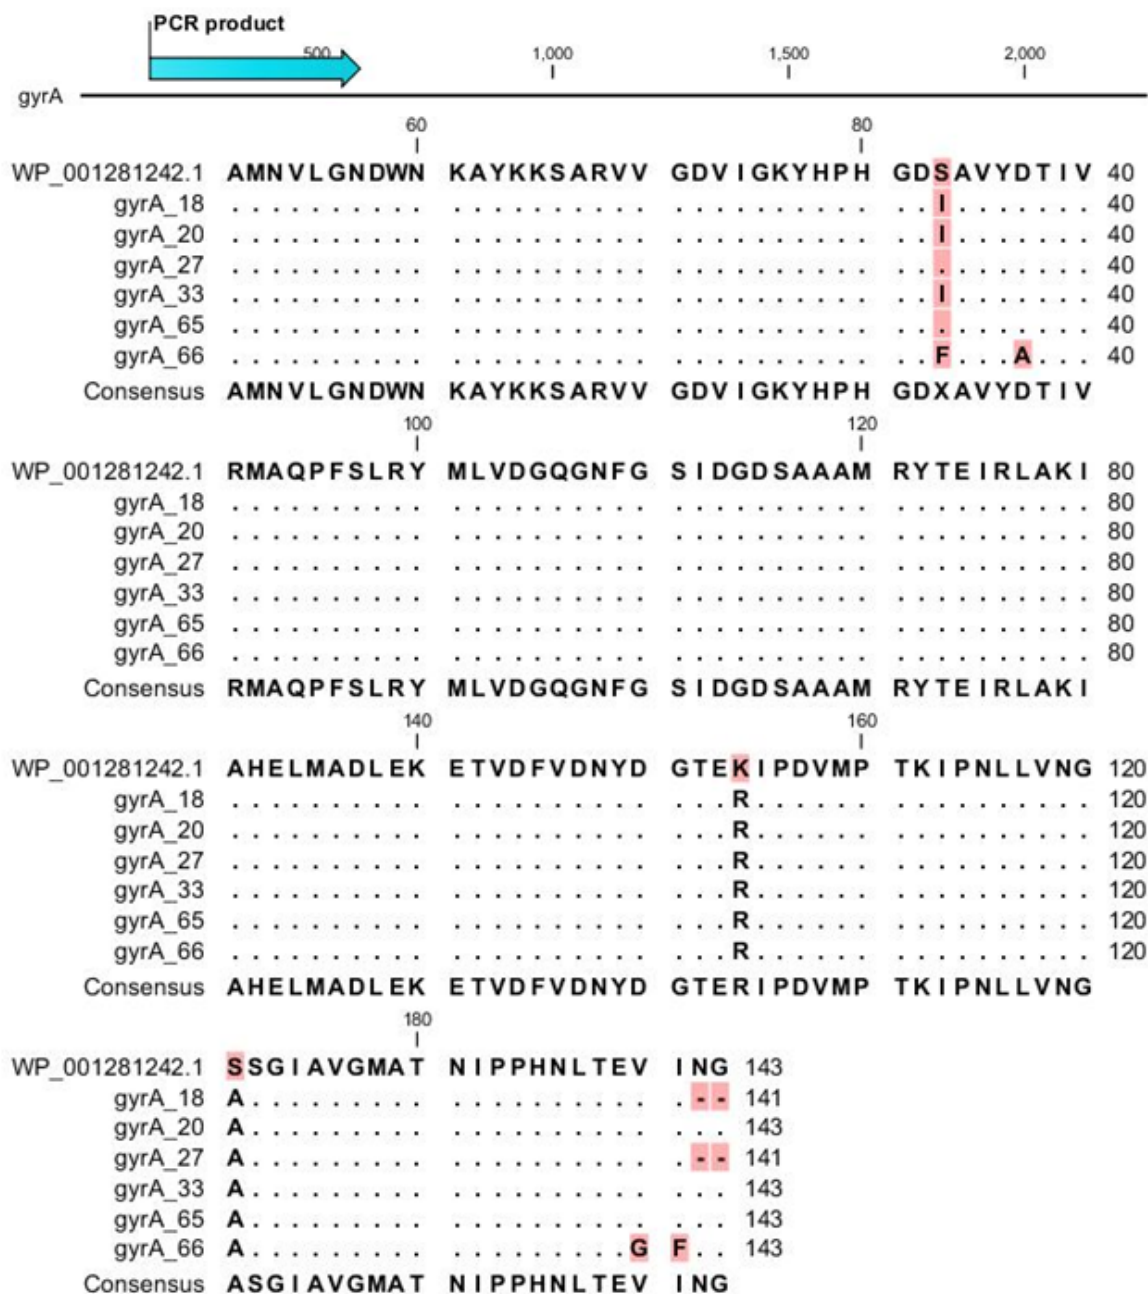 PCR product
500 1,000 1,500 2,000
gyrA
60 80
WP_001281242.1 AMNVLGNDWN KAYKKSARVV GDVIGKYHPH GDSAVYDTIV 40
gyrA_18 .......... .......... .......... ..I....... 40
gyrA_20 .......... .......... .......... ..I....... 40
gyrA_27 .......... .......... .......... .......... 40
gyrA_33 .......... .......... .......... ..I....... 40
gyrA_65 .......... .......... .......... .......... 40
gyrA_66 .......... .......... .......... ..F...A... 40
Consensus AMNVLGNDWN KAYKKSARVV GDVIGKYHPH GDXAVYDTIV
100 120
WP_001281242.1 RMAQPFSLRY MLVDGQGNFG SIDGDSAAAM RYTEIRLAKI 80
gyrA_18 .......... .......... .......... .......... 80
gyrA_20 .......... .......... .......... .......... 80
gyrA_27 .......... .......... .......... .......... 80
gyrA_33 .......... .......... .......... .......... 80
gyrA_65 .......... .......... .......... .......... 80
gyrA_66 .......... .......... .......... .......... 80
Consensus RMAQPFSLRY MLVDGQGNFG SIDGDSAAAM RYTEIRLAKI
140 160
WP_001281242.1 AHELMADLEK ETVDFVDNYD GTEKIPDVMP TKIPNLLVNG 120
gyrA_18 .......... .......... ...R...... .......... 120
gyrA_20 .......... .......... ...R...... .......... 120
gyrA_27 .......... .......... ...R...... .......... 120
gyrA_33 .......... .......... ...R...... .......... 120
gyrA_65 .......... .......... ...R...... .......... 120
gyrA_66 .......... .......... ...R...... .......... 120
Consensus AHELMADLEK ETVDFVDNYD GTERIPDVMP TKIPNLLVNG
180
WP_001281242.1 SSGIAVGMAT NIPPHNLTEV ING 143
gyrA_18 A......... .......... .-- 141
gyrA_20 A......... .......... ... 143
gyrA_27 A......... .......... .-- 141
gyrA_33 A......... .......... ... 143
gyrA_65 A......... .......... ... 143
gyrA_66 A......... .........G F.. 143
Consensus ASGIAVGMAT NIPPHNLTEV ING